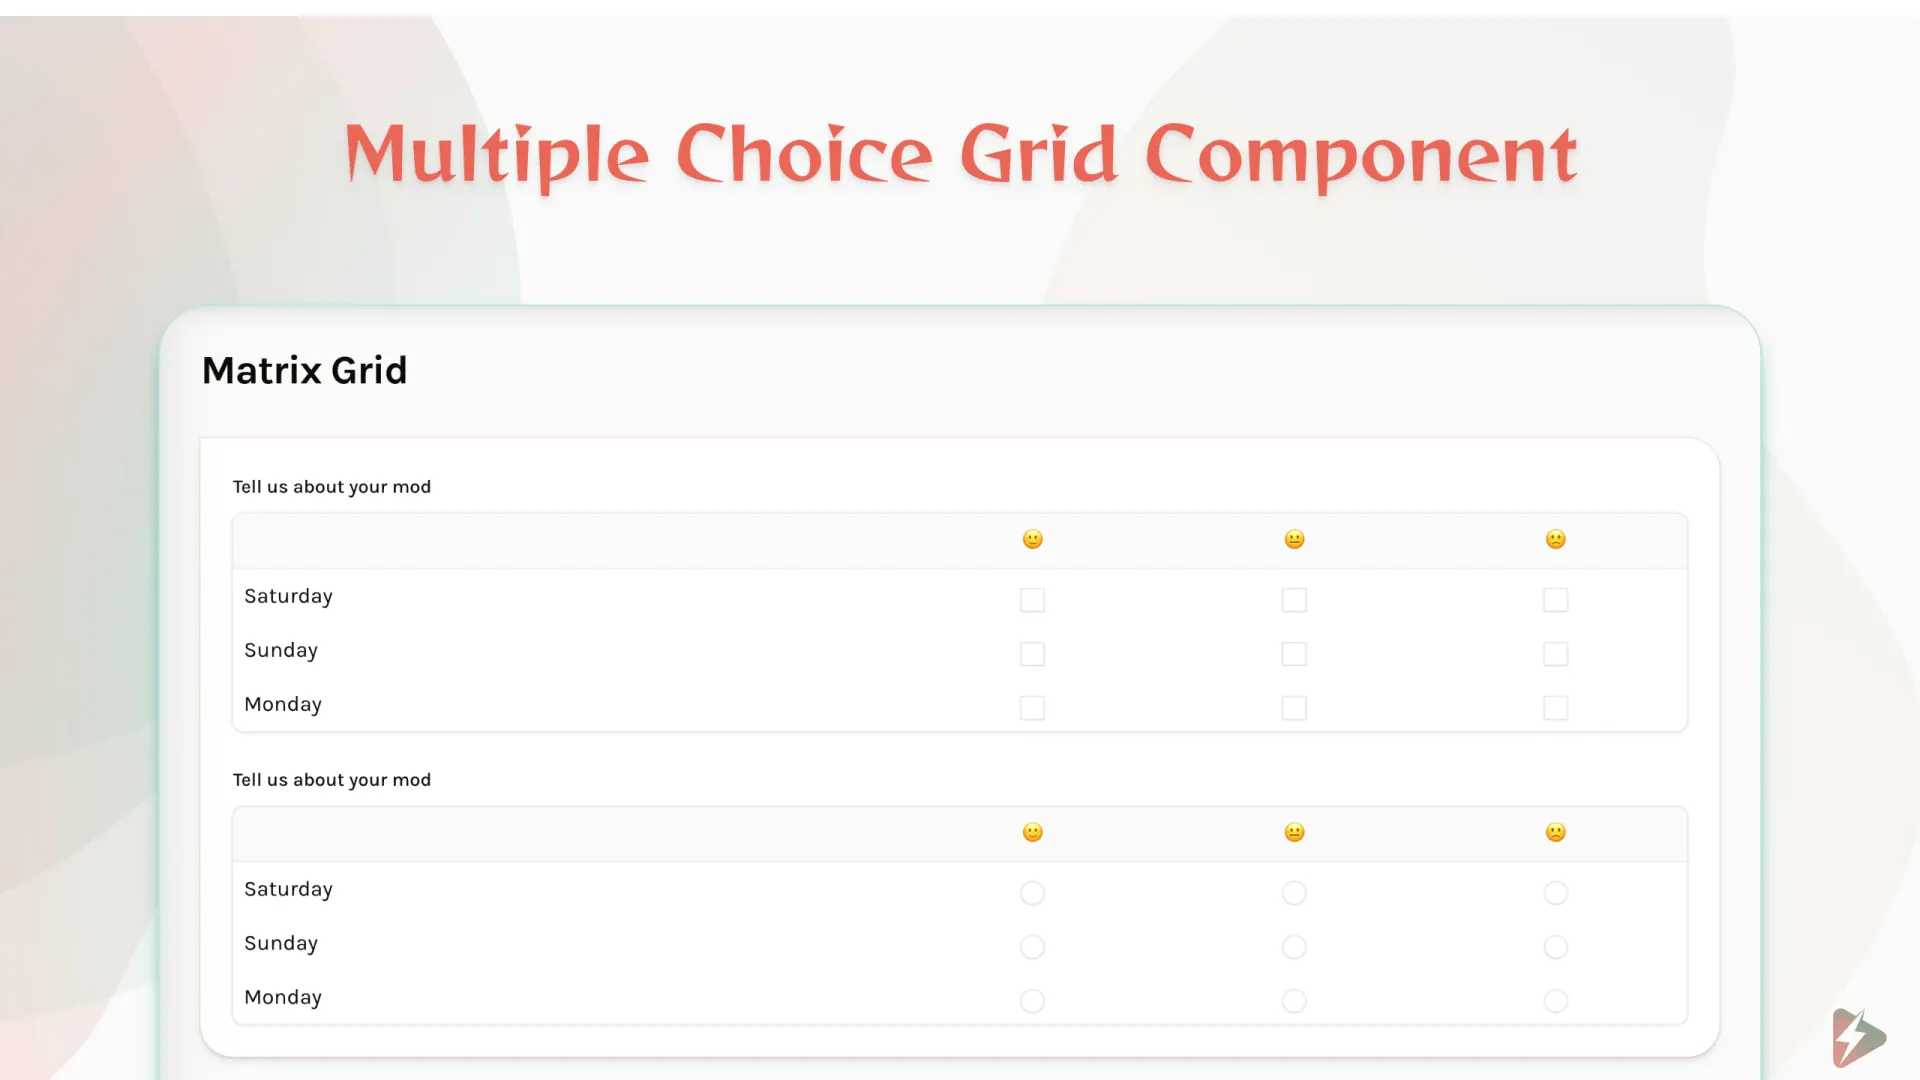 Multiple Choice Grid Component
Matrix Grid
Tell us about your mod
🙂 😐 🙁
Saturday
Sunday
Monday
Tell us about your mod
🙂 😐 🙁
Saturday
Sunday
Monday